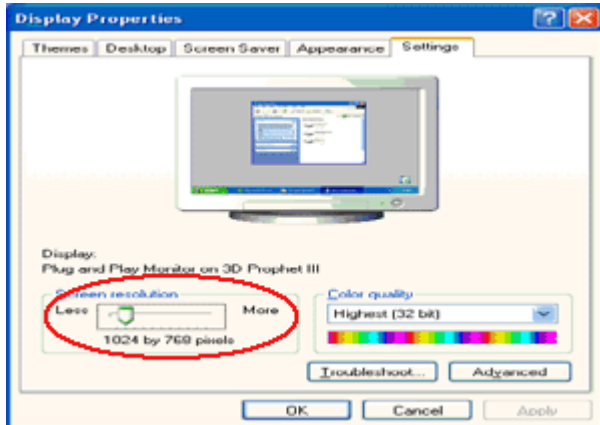 Display Properties
Themes Desktop Screen Saver Appearance Settings
Display:
Plug and Play Monitor on 3D Prophet III
Screen resolution
Less More
1024 by 768 pixels
Color quality
Highest (32 bit)
Troubleshoot... Advanced
OK Cancel Apply